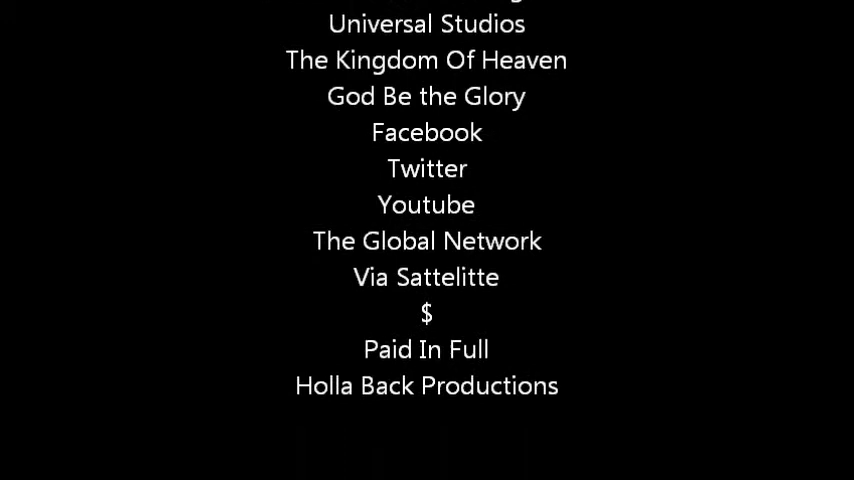 Universal Studios
The Kingdom Of Heaven
God Be the Glory
Facebook
Twitter
Youtube
The Global Network
Via Sattelitte
$
Paid In Full
Holla Back Productions